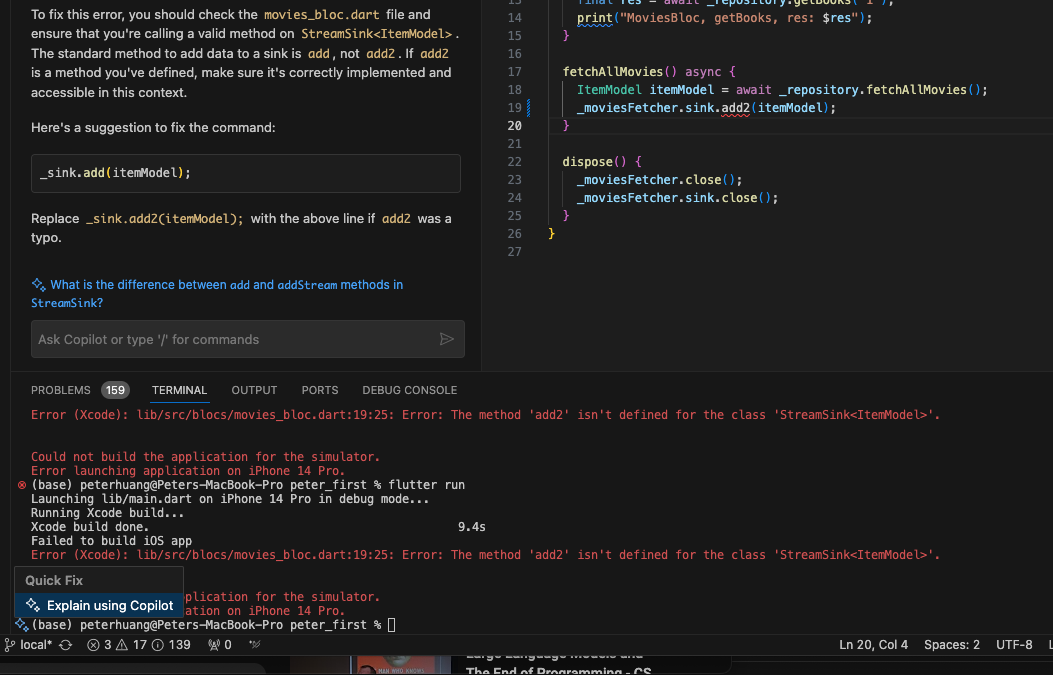 To fix this error, you should check the movies_bloc.dart file and
ensure that you're calling a valid method on StreamSink<ItemModel>.
The standard method to add data to a sink is add, not add2. If add2
is a method you've defined, make sure it's correctly implemented and
accessible in this context.
Here's a suggestion to fix the command:
_sink.add(itemModel);
Replace _sink.add2(itemModel); with the above line if add2 was a
typo.
What is the difference between add and addStream methods in
StreamSink?
Ask Copilot or type '/' for commands
13 final res = await _repository.getBooks("1");
14 print("MoviesBloc, getBooks, res: $res");
15 }
16
17 fetchAllMovies() async {
18 ItemModel itemModel = await _repository.fetchAllMovies();
19 _moviesFetcher.sink.add2(itemModel);
20 }
21
22 dispose() {
23 _moviesFetcher.close();
24 _moviesFetcher.sink.close();
25 }
26 }
27
PROBLEMS 159 TERMINAL OUTPUT PORTS DEBUG CONSOLE
Error (Xcode): lib/src/blocs/movies_bloc.dart:19:25: Error: The method 'add2' isn't defined for the class 'StreamSink<ItemModel>'.
Could not build the application for the simulator.
Error launching application on iPhone 14 Pro.
(base) peterhuang@Peters-MacBook-Pro peter_first % flutter run
Launching lib/main.dart on iPhone 14 Pro in debug mode...
Running Xcode build...
Xcode build done. 9.4s
Failed to build iOS app
Error (Xcode): lib/src/blocs/movies_bloc.dart:19:25: Error: The method 'add2' isn't defined for the class 'StreamSink<ItemModel>'.
Quick Fix
plication for the simulator.
Explain using Copilot
ation on iPhone 14 Pro.
(base) peterhuang@Peters-MacBook-Pro peter_first %
local* 3 17 139 0 Ln 20, Col 4 Spaces: 2 UTF-8
MAN WHO KNOWS
Large Language Models and
The End of Programming - CS